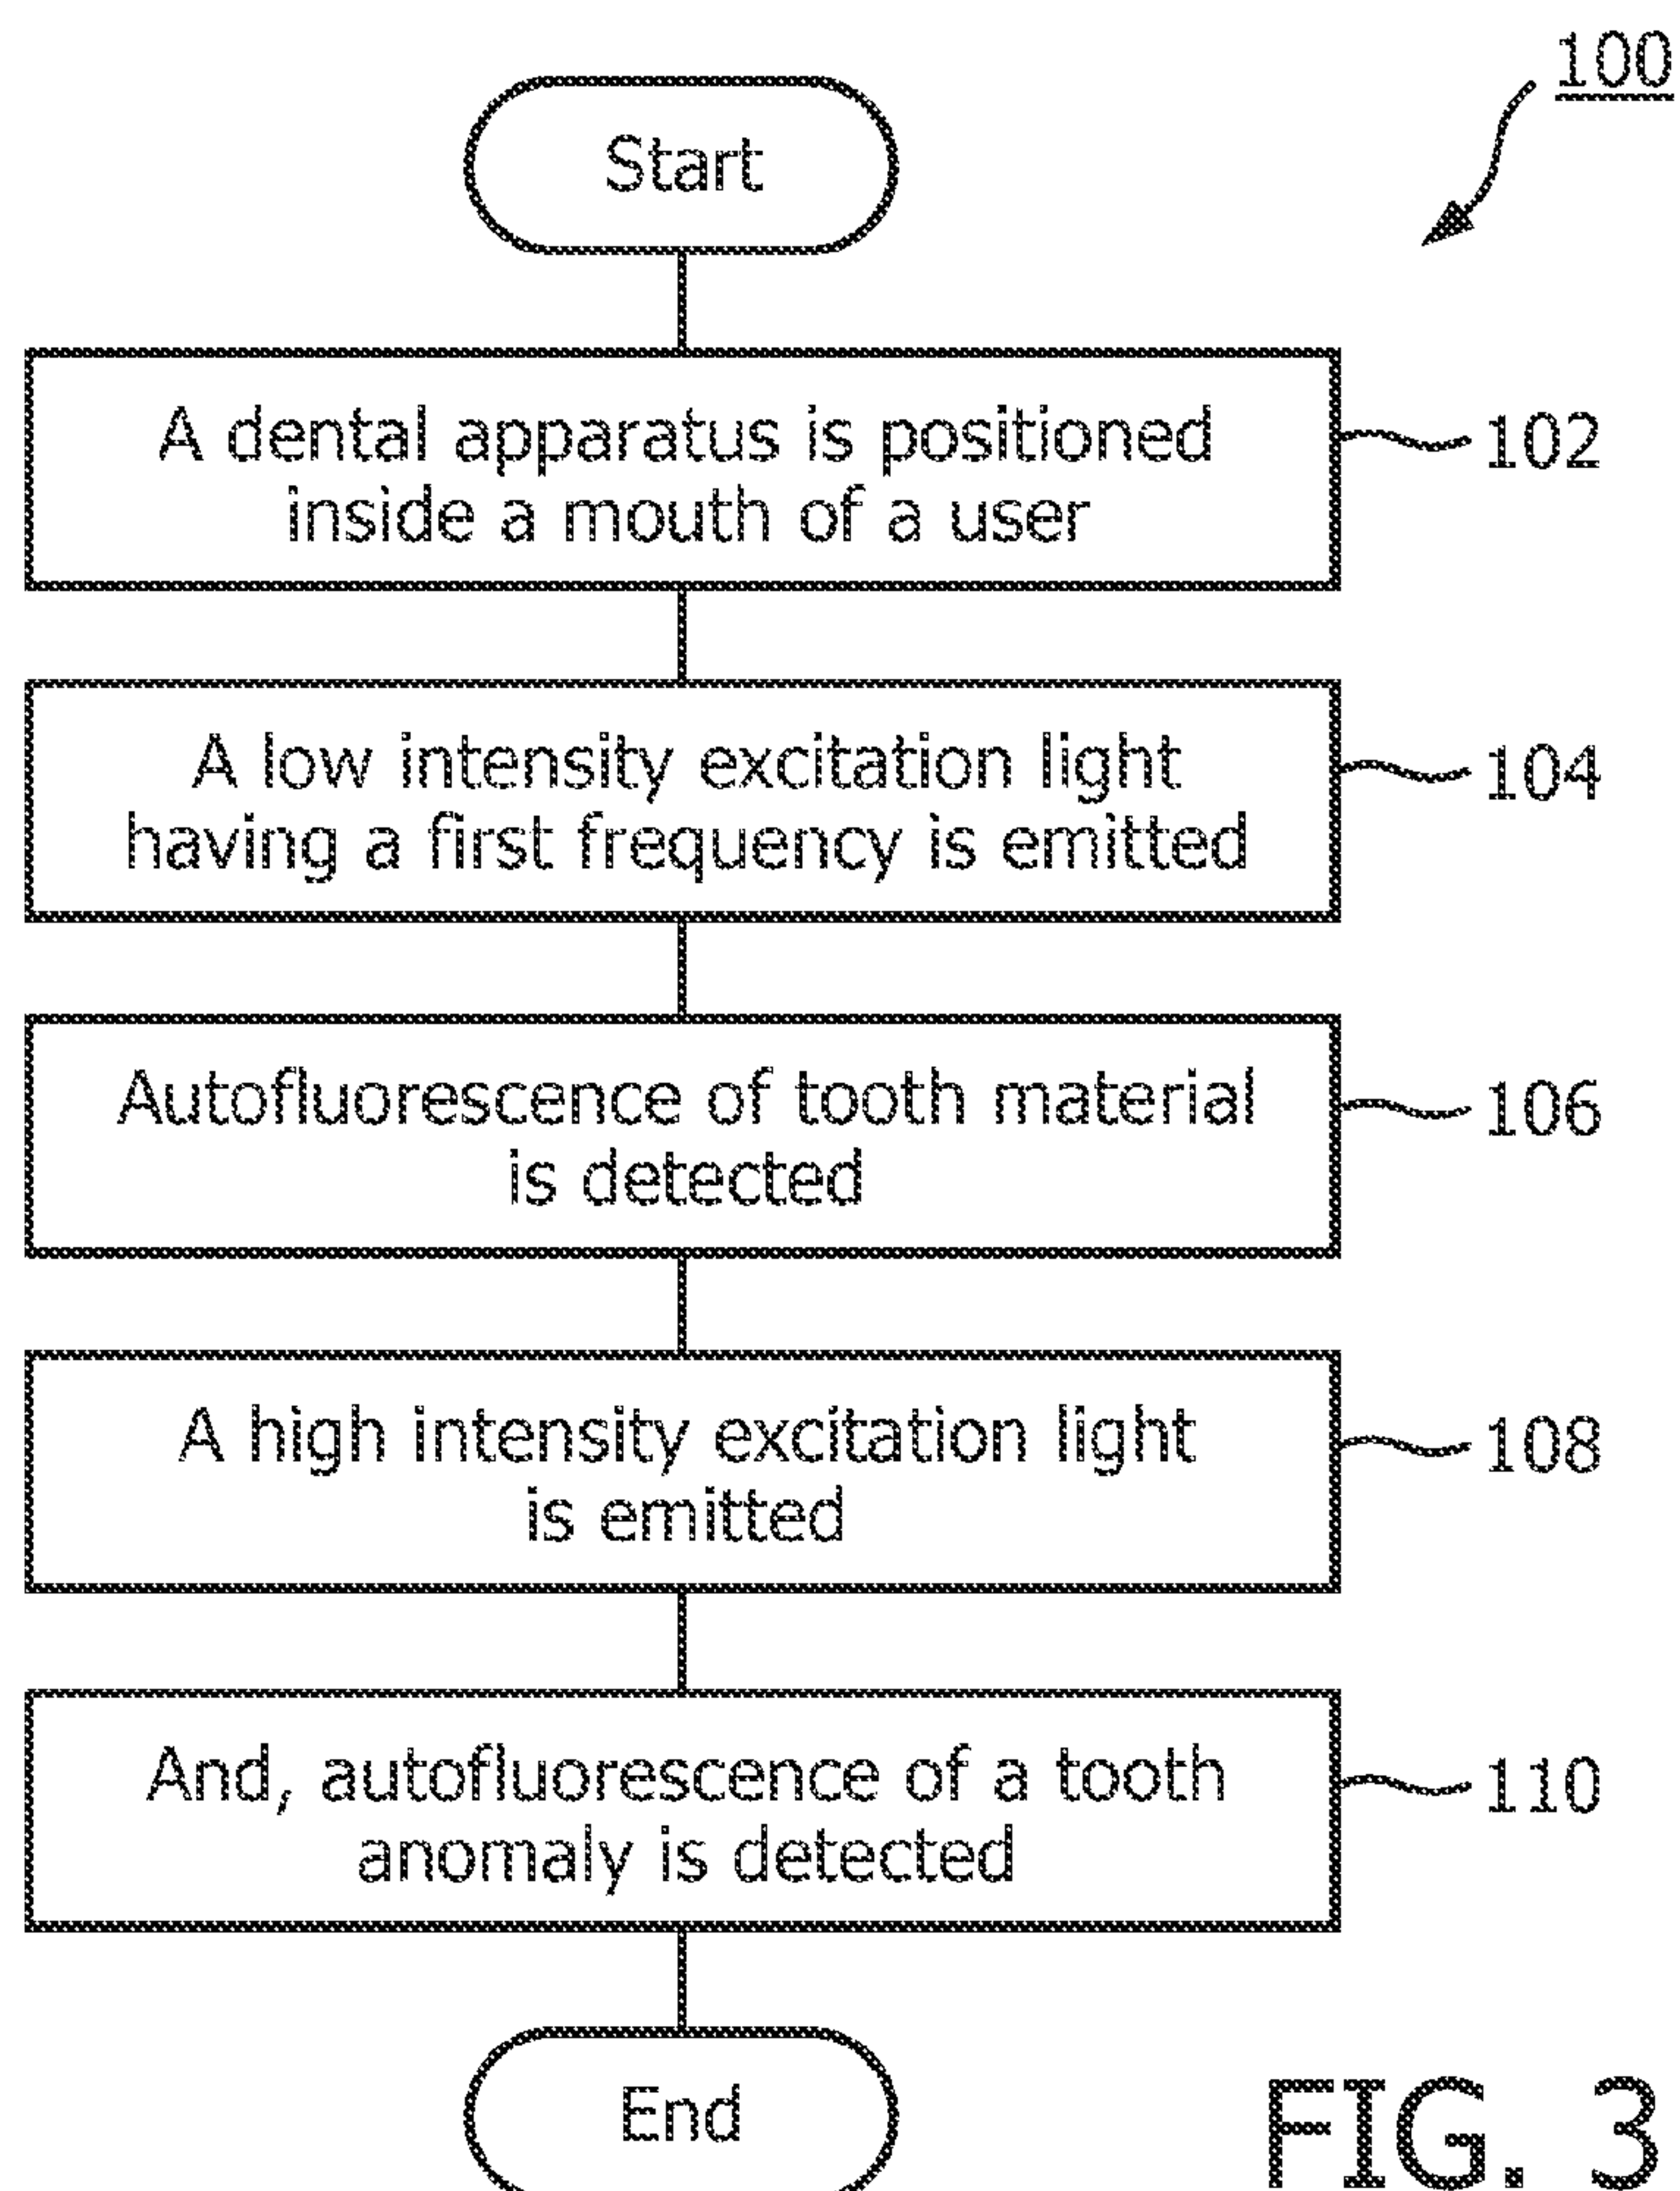 100
Start
A dental apparatus is positioned
inside a mouth of a user
102
A low intensity excitation light
having a first frequency is emitted
104
Autofluorescence of tooth material
is detected
106
A high intensity excitation light
is emitted
108
And, autofluorescence of a tooth
anomaly is detected
110
End
FIG. 3